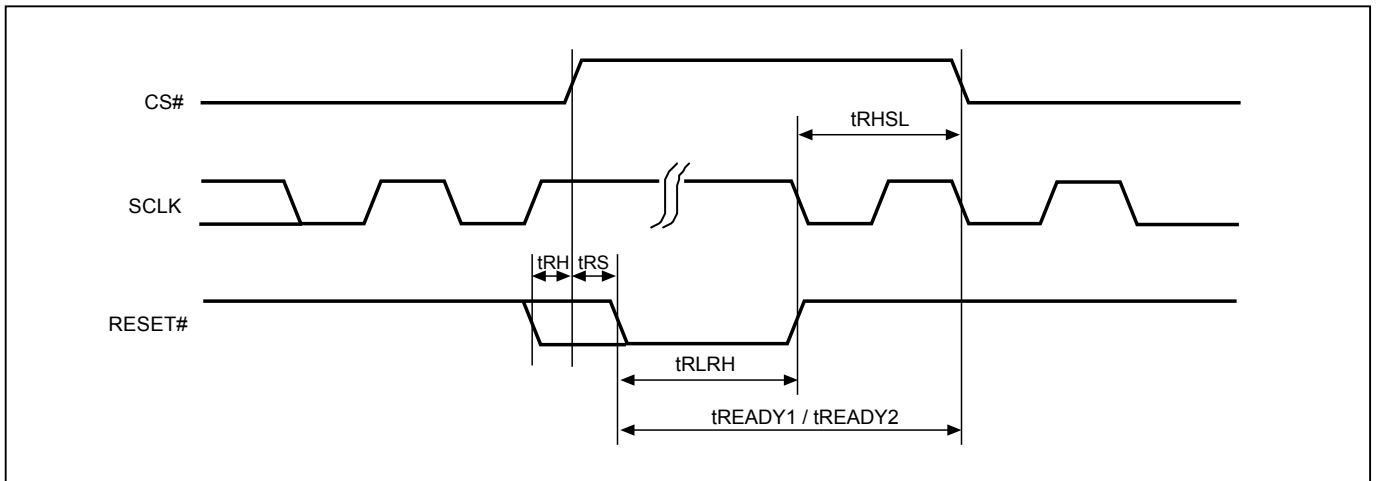 CS#
tRHSL
SCLK
tRH tRS
RESET#
tRLRH
tREADY1 / tREADY2